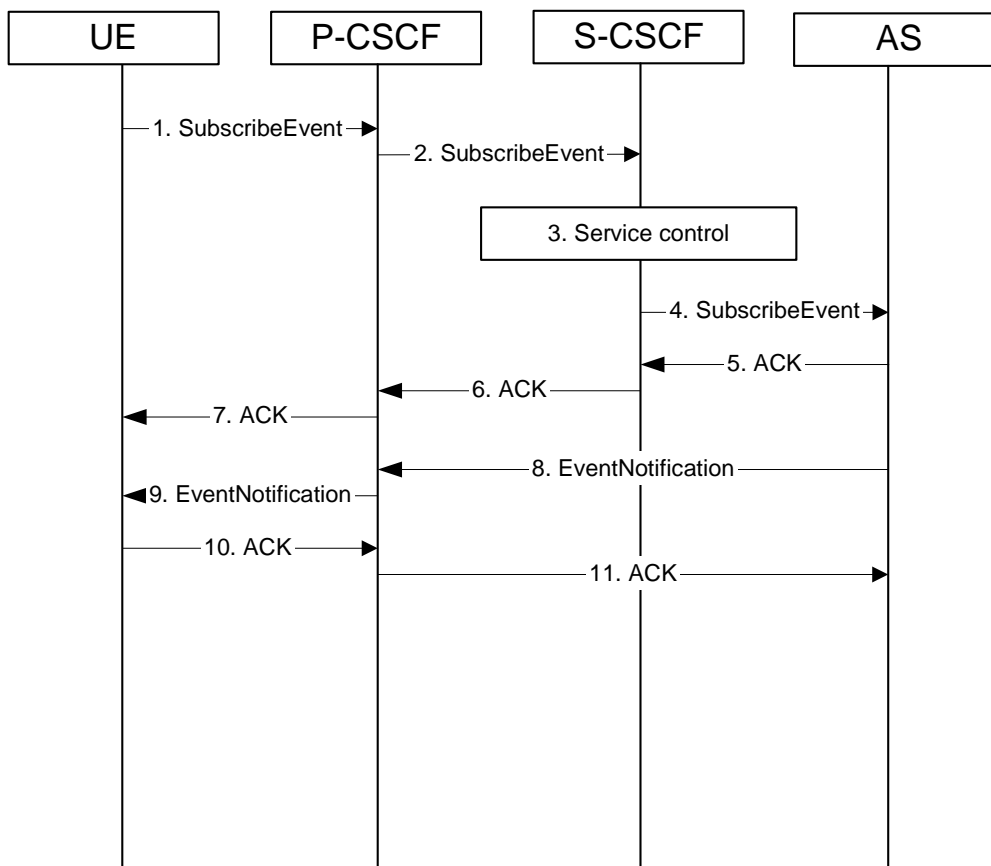 UE
P-CSCF
S-CSCF
AS
1. SubscribeEvent
2. SubscribeEvent
3. Service control
4. SubscribeEvent
5. ACK
6. ACK
7. ACK
8. EventNotification
9. EventNotification
10. ACK
11. ACK